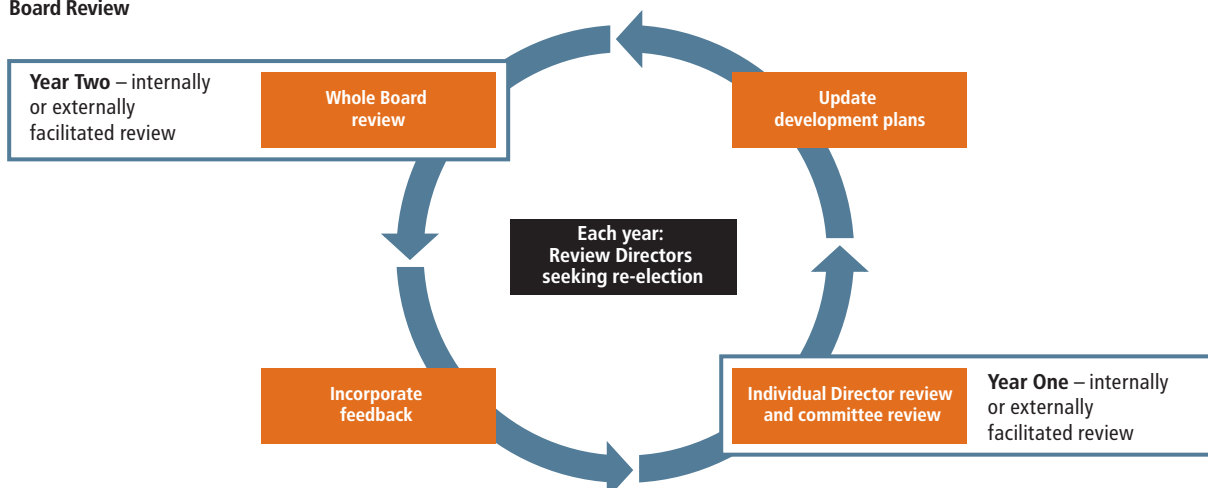 Board Review
Year Two – internally
or externally
facilitated review
Whole Board
review
Update
development plans
Each year:
Review Directors
seeking re-election
Incorporate
feedback
Individual Director review
and committee review
Year One – internally
or externally
facilitated review